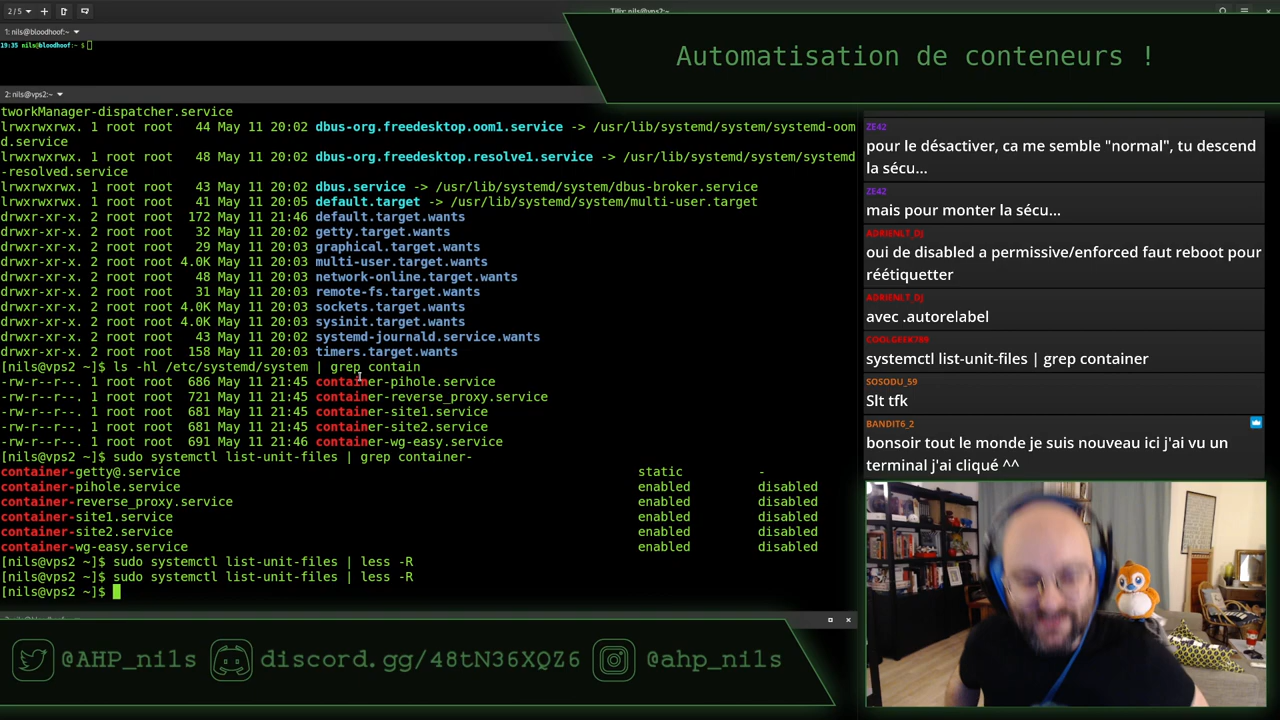 2 / 5
Tilix: nils@vps2:~
1: nils@bloodhoof:~
19:35 nils@bloodhoof:~ $
Automatisation de conteneurs !
2: nils@vps2:~
tworkManager-dispatcher.service
lrwxrwxrwx. 1 root root   44 May 11 20:02 dbus-org.freedesktop.oom1.service -> /usr/lib/systemd/system/systemd-oom
d.service
lrwxrwxrwx. 1 root root   48 May 11 20:02 dbus-org.freedesktop.resolve1.service -> /usr/lib/systemd/system/systemd
-resolved.service
lrwxrwxrwx. 1 root root   43 May 11 20:02 dbus.service -> /usr/lib/systemd/system/dbus-broker.service
lrwxrwxrwx. 1 root root   41 May 11 20:05 default.target -> /usr/lib/systemd/system/multi-user.target
drwxr-xr-x. 2 root root  172 May 11 21:46 default.target.wants
drwxr-xr-x. 2 root root   32 May 11 20:02 getty.target.wants
drwxr-xr-x. 2 root root   29 May 11 20:03 graphical.target.wants
drwxr-xr-x. 2 root root 4.0K May 11 20:03 multi-user.target.wants
drwxr-xr-x. 2 root root   48 May 11 20:03 network-online.target.wants
drwxr-xr-x. 2 root root   31 May 11 20:03 remote-fs.target.wants
drwxr-xr-x. 2 root root 4.0K May 11 20:03 sockets.target.wants
drwxr-xr-x. 2 root root 4.0K May 11 20:03 sysinit.target.wants
drwxr-xr-x. 2 root root   43 May 11 20:02 systemd-journald.service.wants
drwxr-xr-x. 2 root root  158 May 11 20:03 timers.target.wants
[nils@vps2 ~]$ ls -hl /etc/systemd/system | grep contain
-rw-r--r--. 1 root root  686 May 11 21:45 container-pihole.service
-rw-r--r--. 1 root root  721 May 11 21:45 container-reverse_proxy.service
-rw-r--r--. 1 root root  681 May 11 21:45 container-site1.service
-rw-r--r--. 1 root root  681 May 11 21:45 container-site2.service
-rw-r--r--. 1 root root  691 May 11 21:46 container-wg-easy.service
[nils@vps2 ~]$ sudo systemctl list-unit-files | grep container-
container-getty@.service static -
container-pihole.service enabled disabled
container-reverse_proxy.service enabled disabled
container-site1.service enabled disabled
container-site2.service enabled disabled
container-wg-easy.service enabled disabled
[nils@vps2 ~]$ sudo systemctl list-unit-files | less -R
[nils@vps2 ~]$ sudo systemctl list-unit-files | less -R
[nils@vps2 ~]$
ZE42
pour le désactiver, ca me semble "normal", tu descend
la sécu...
ZE42
mais pour monter la sécu...
ADRIENLT_DJ
oui de disabled a permissive/enforced faut reboot pour
réétiquetter
ADRIENLT_DJ
avec .autorelabel
COOLGEEK789
systemctl list-unit-files | grep container
SOSODU_59
Slt tfk
BANDIT6_2
bonsoir tout le monde je suis nouveau ici j'ai vu un
terminal j'ai cliqué ^^
@AHP_nils discord.gg/48tN36XQZ6 @ahp_nils